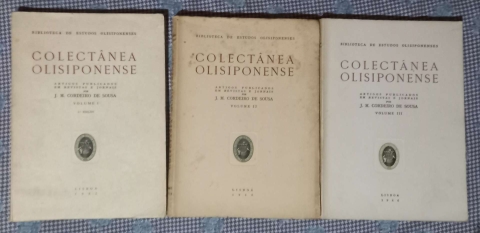 BIBLIOTECA DE ESTUDOS OLISIPONENSES
COLECTÂNEA
OLISIPONENSE
ARTIGOS PUBLICADOS
EM REVISTAS E JORNAIS
POR
J. M. CORDEIRO DE SOUSA
VOLUME I
LISBOA
BIBLIOTECA DE ESTUDOS OLISIPONENSES
COLECTÂNEA
OLISIPONENSE
ARTIGOS PUBLICADOS
EM REVISTAS E JORNAIS
POR
J. M. CORDEIRO DE SOUSA
VOLUME II
LISBOA
BIBLIOTECA DE ESTUDOS OLISIPONENSES
COLECTÂNEA
OLISIPONENSE
ARTIGOS PUBLICADOS
EM REVISTAS E JORNAIS
POR
J. M. CORDEIRO DE SOUSA
VOLUME III
LISBOA